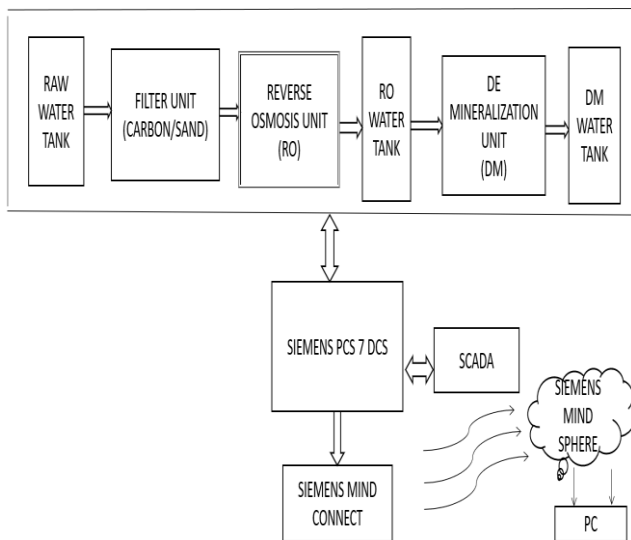 RAW
WATER
TANK
FILTER UNIT
(CARBON/SAND)
REVERSE
OSMOSIS UNIT
(RO)
RO
WATER
TANK
DE
MINERALIZATION
UNIT
(DM)
DM
WATER
TANK
SIEMENS PCS 7 DCS
SCADA
SIEMENS
MIND
SPHERE
SIEMENS MIND
CONNECT
PC